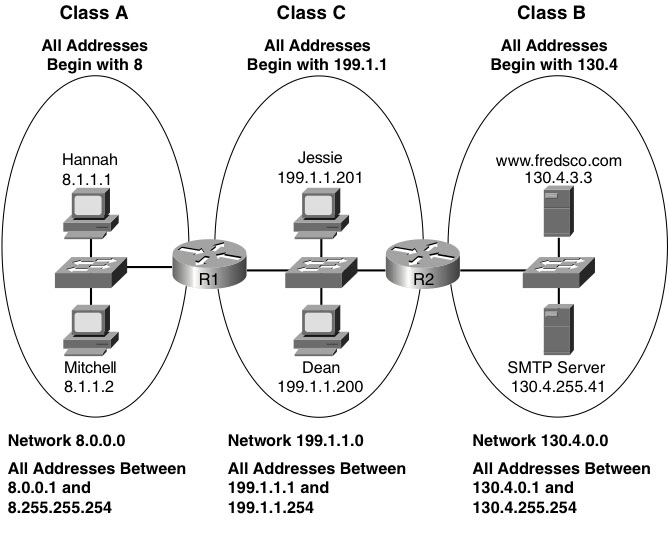 Class A
Class C
Class B
All Addresses
Begin with 8
All Addresses
Begin with 199.1.1
All Addresses
Begin with 130.4
Hannah
8.1.1.1
Jessie
199.1.1.201
www.fredsco.com
130.4.3.3
R1
R2
Mitchell
8.1.1.2
Dean
199.1.1.200
SMTP Server
130.4.255.41
Network 8.0.0.0
All Addresses Between
8.0.0.1 and
8.255.255.254
Network 199.1.1.0
All Addresses Between
199.1.1.1 and
199.1.1.254
Network 130.4.0.0
All Addresses Between
130.4.0.1 and
130.4.255.254